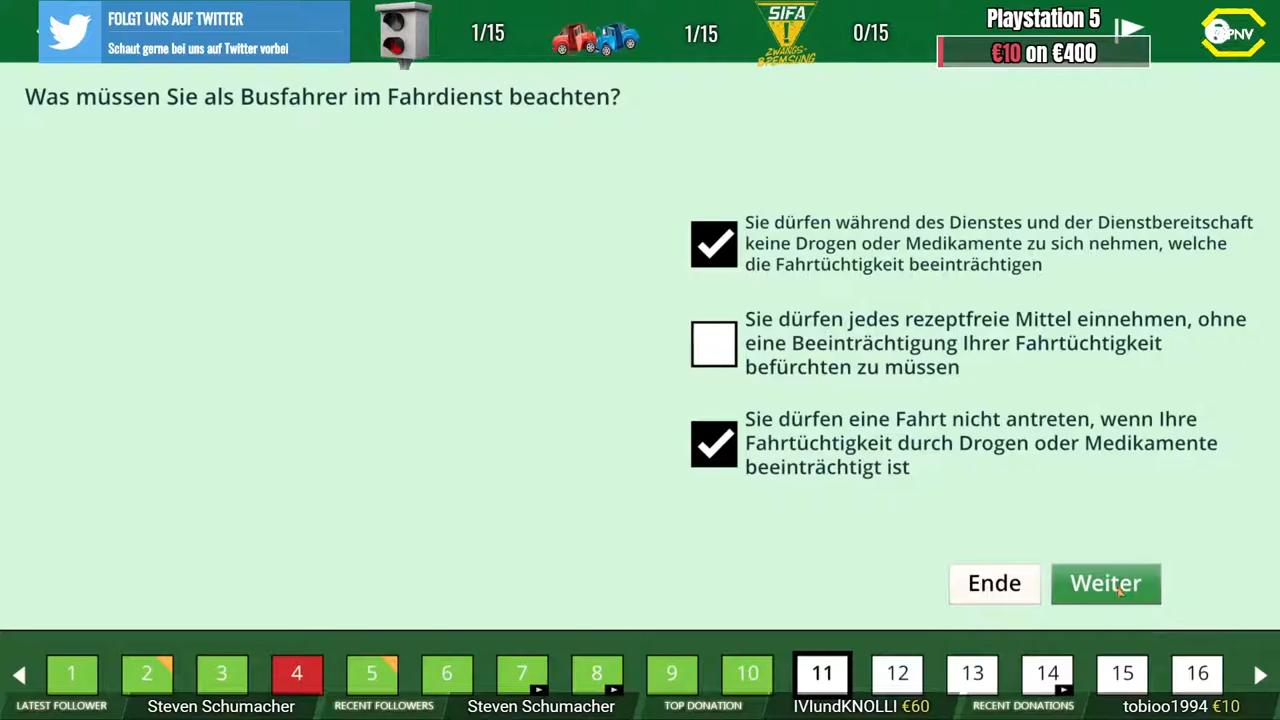 FOLGT UNS AUF TWITTER
Schaut gerne bei uns auf Twitter vorbei
1/15
1/15
SIFA
ZWANGS-
BREMSUNG
0/15
Playstation 5
€10 on €400
PNV
Was müssen Sie als Busfahrer im Fahrdienst beachten?
Sie dürfen während des Dienstes und der Dienstbereitschaft
keine Drogen oder Medikamente zu sich nehmen, welche
die Fahrtüchtigkeit beeinträchtigen
Sie dürfen jedes rezeptfreie Mittel einnehmen, ohne
eine Beeinträchtigung Ihrer Fahrtüchtigkeit
befürchten zu müssen
Sie dürfen eine Fahrt nicht antreten, wenn Ihre
Fahrtüchtigkeit durch Drogen oder Medikamente
beeinträchtigt ist
Ende Weiter
1 2 3 4 5 6 7 8 9 10 11 12 13 14 15 16
LATEST FOLLOWER Steven Schumacher RECENT FOLLOWERS Steven Schumacher TOP DONATION IVIundKNOLLI €60 RECENT DONATIONS tobioo1994 €10